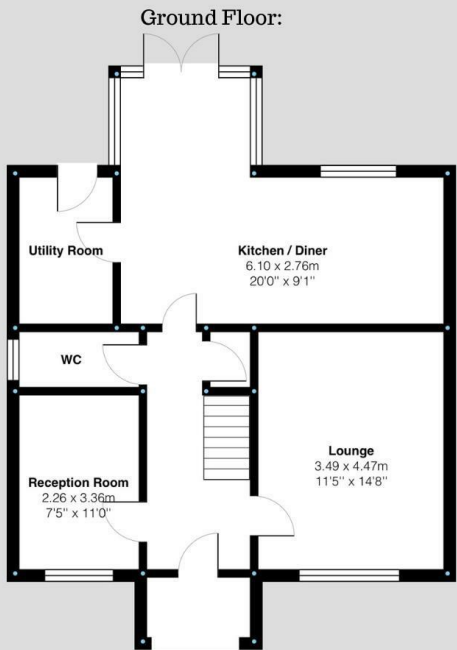 Ground Floor:
Utility Room
Kitchen / Diner
6.10 x 2.76m
20'0" x 9'1"
WC
Reception Room
2.26 x 3.36m
7'5" x 11'0"
Lounge
3.49 x 4.47m
11'5" x 14'8"